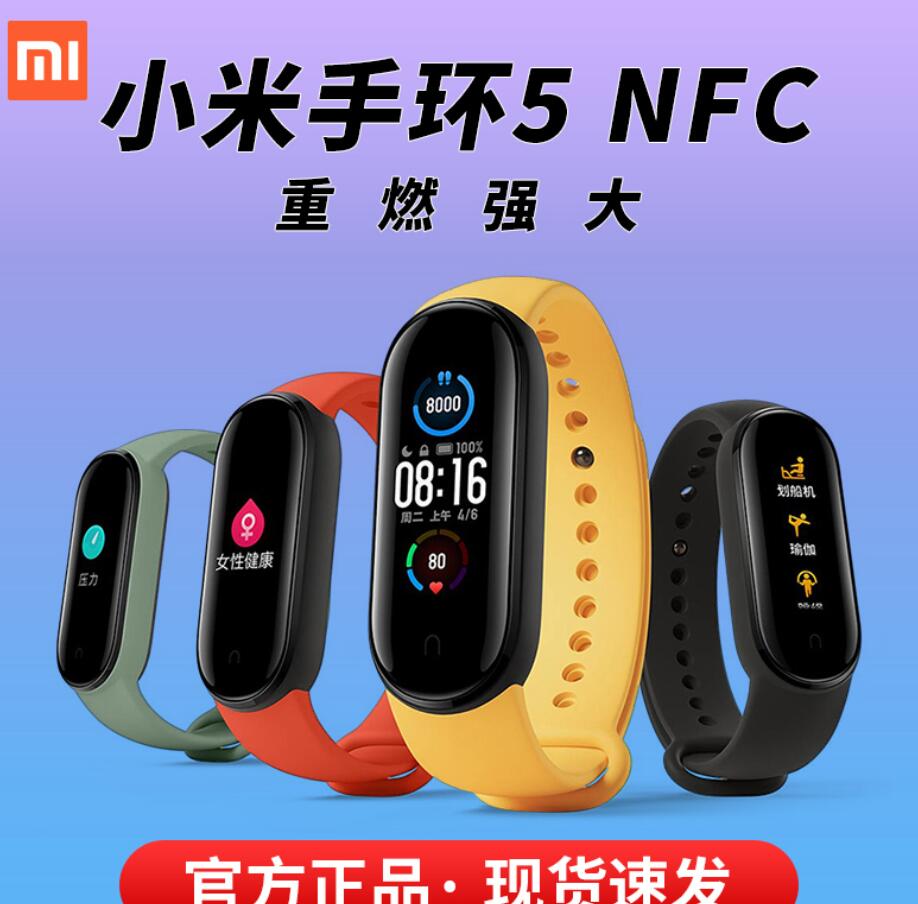 mi
小米手环5 NFC
重燃强大
8000
100%
08:16
周二 上午 4/6
80
压力
女性健康
划船机
瑜伽
官方正品·现货速发